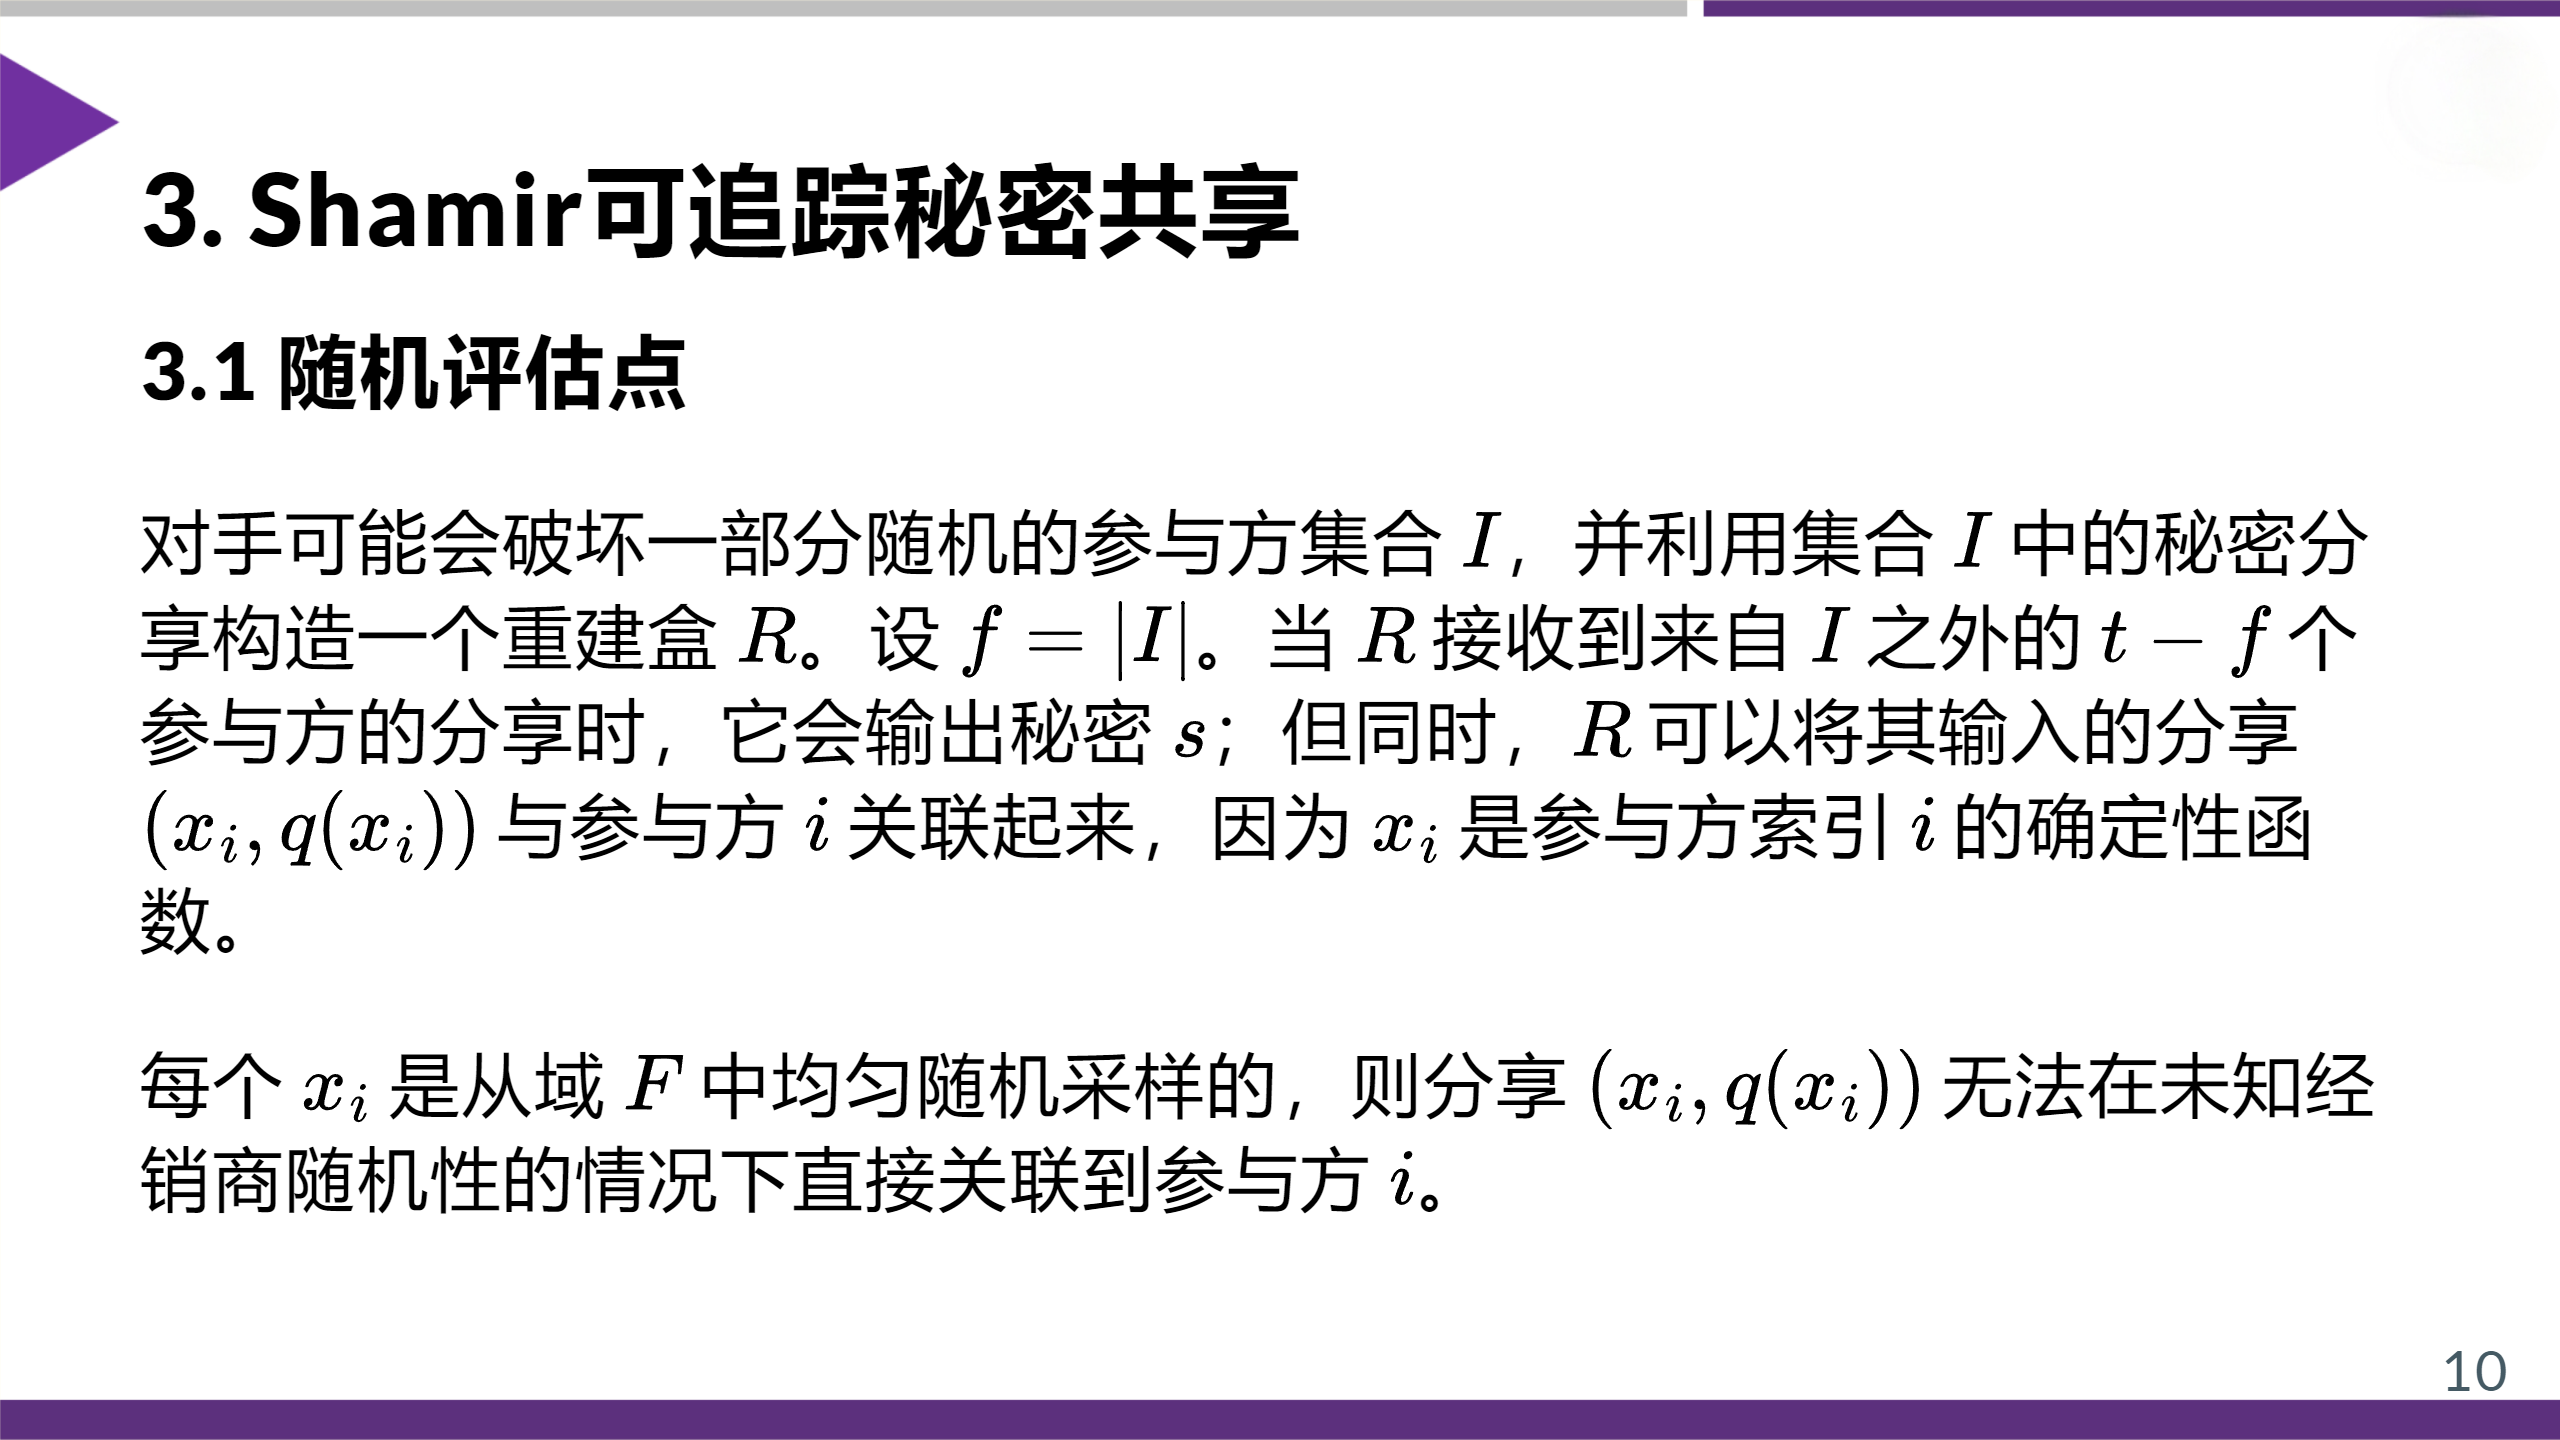 3. Shamir可追踪秘密共享
3.1 随机评估点
对手可能会破坏一部分随机的参与方集合 I，并利用集合 I 中的秘密分
享构造一个重建盒 R。设 f = |I|。当 R 接收到来自 I 之外的 t − f 个
参与方的分享时，它会输出秘密 s；但同时，R 可以将其输入的分享
(x_i, q(x_i)) 与参与方 i 关联起来，因为 x_i 是参与方索引 i 的确定性函
数。
每个 x_i 是从域 F 中均匀随机采样的，则分享 (x_i, q(x_i)) 无法在未知经
销商随机性的情况下直接关联到参与方 i。
10